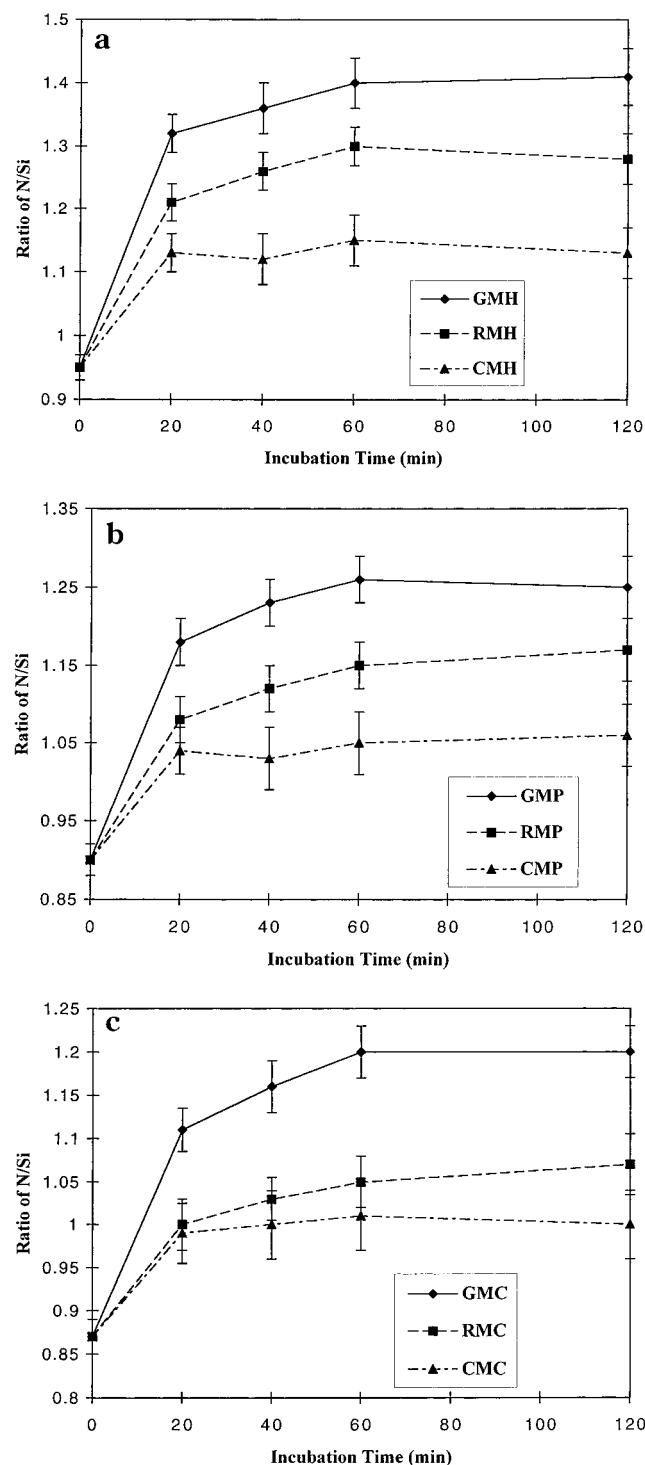 a
1.5
1.4
1.3
1.2
1.1
1
0.9
Ratio of N/Si
GMH
RMH
CMH
0 20 40 60 80 100 120
Incubation Time (min)
b
1.35
1.25
1.15
1.05
0.95
0.85
Ratio of N/Si
GMP
RMP
CMP
0 20 40 60 80 100 120
Incubation Time (min)
c
1.25
1.2
1.15
1.1
1.05
1
0.95
0.9
0.85
0.8
Ratio of N/Si
GMC
RMC
CMC
0 20 40 60 80 100 120
Incubation Time (min)